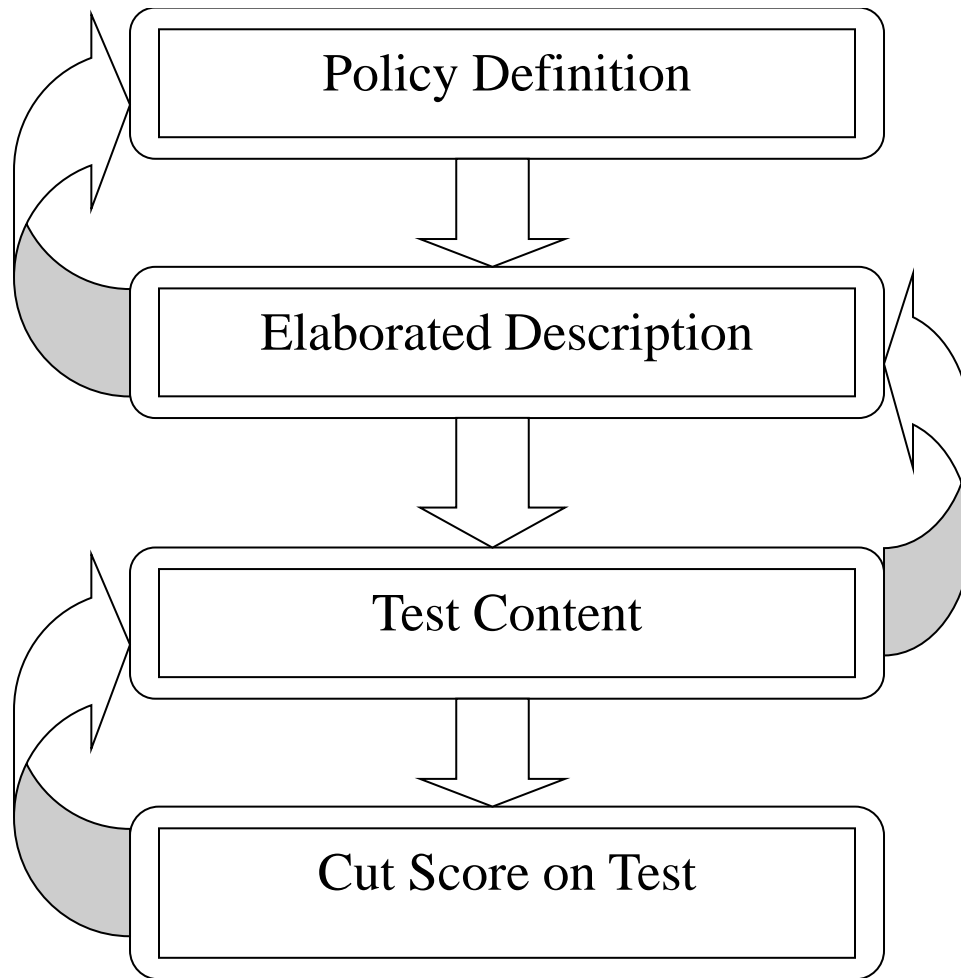 Policy Definition
Elaborated Description
Test Content
Cut Score on Test